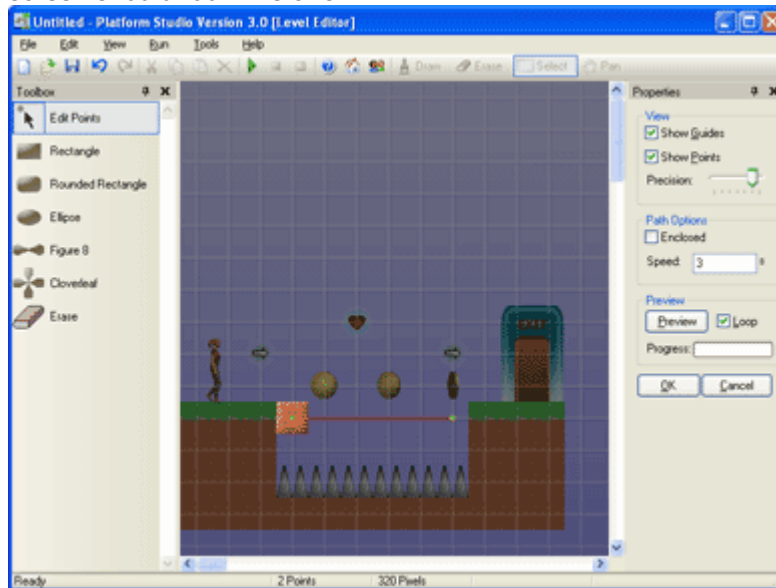 Untitled - Platform Studio Version 3.0 [Level Editor]
File Edit View Run Tools Help
Draw Erase Select Pan
Toolbox
Properties
Edit Points
Rectangle
Rounded Rectangle
Ellipse
Figure 8
Cloverleaf
Erase
View
Show Guides
Show Points
Precision:
Path Options
Enclosed
Speed: 3
Preview
Preview Loop
Progress:
OK Cancel
EXIT
Ready 2 Points 320 Pixels